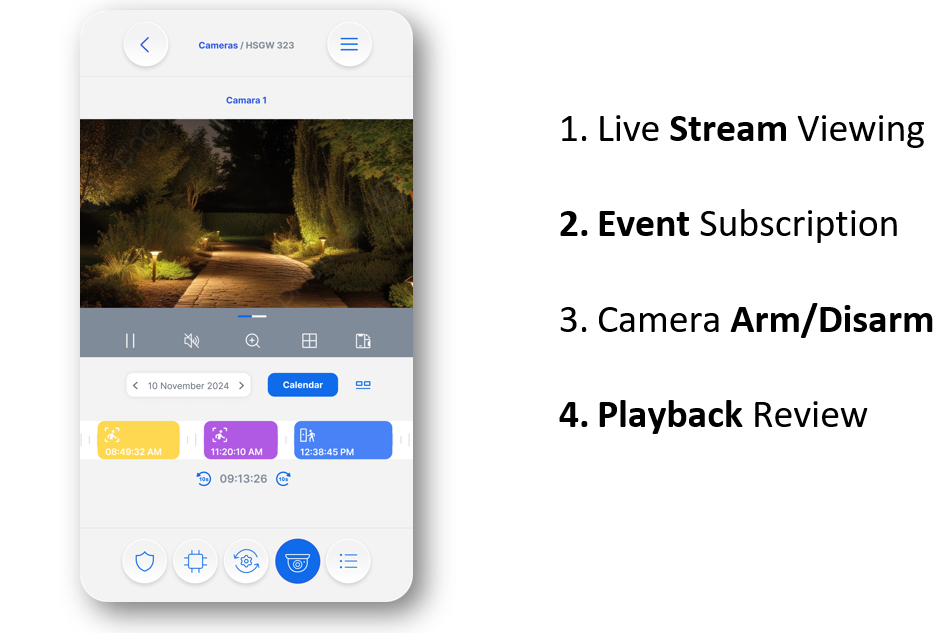 Cameras / HSGW 323
Camara 1
10 November 2024
Calendar
08:49:32 AM
11:20:10 AM
12:38:45 PM
10s 09:13:26 10s
1. Live Stream Viewing
2. Event Subscription
3. Camera Arm/Disarm
4. Playback Review